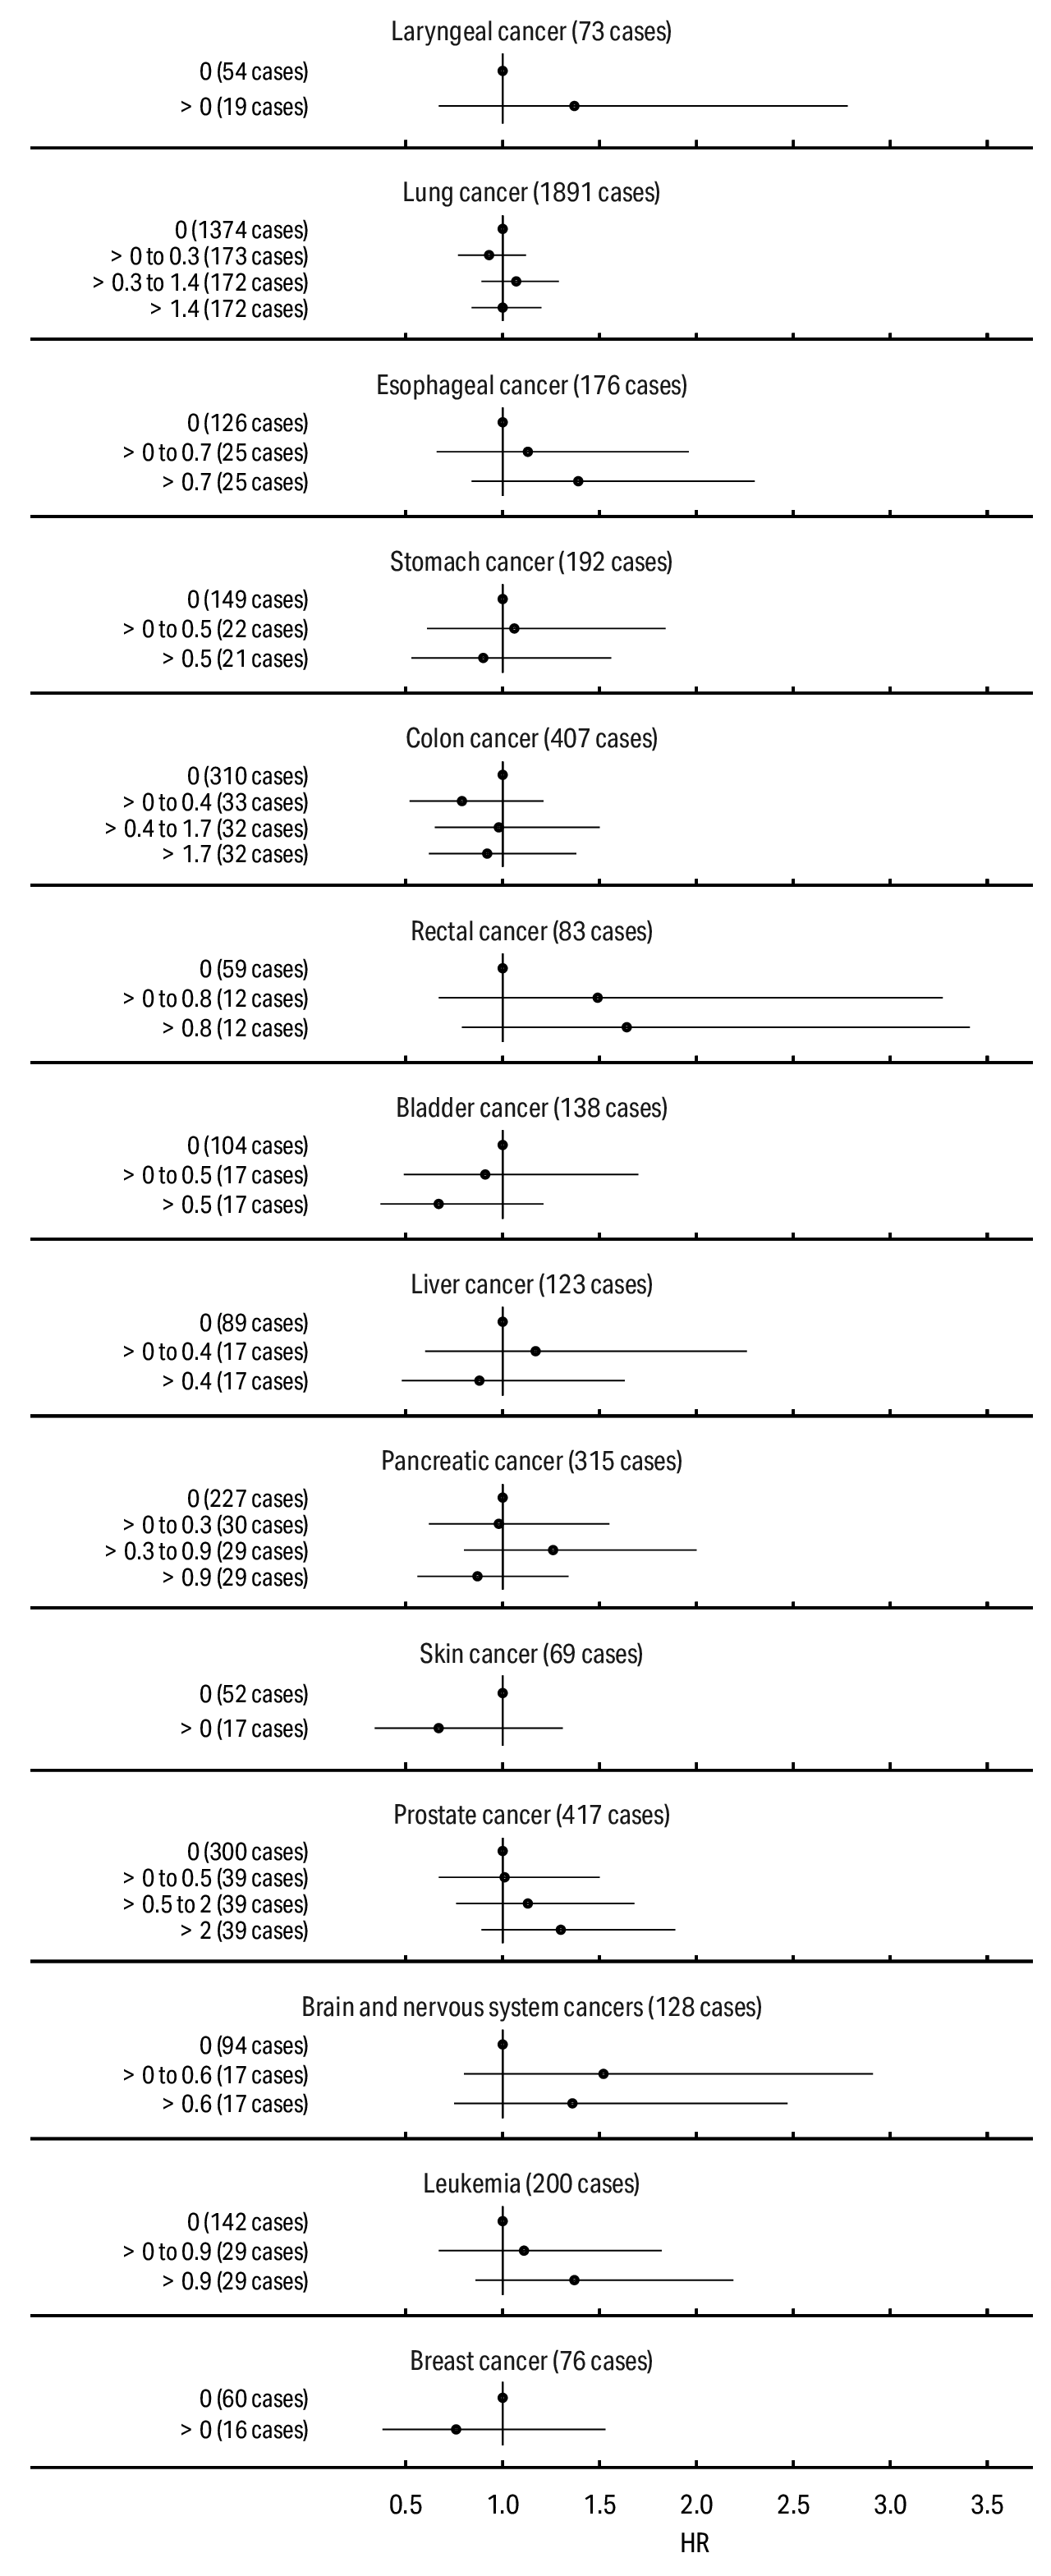 Laryngeal cancer (73 cases)
0 (54 cases)
> 0 (19 cases)
Lung cancer (1891 cases)
0 (1374 cases)
> 0 to 0.3 (173 cases)
> 0.3 to 1.4 (172 cases)
> 1.4 (172 cases)
Esophageal cancer (176 cases)
0 (126 cases)
> 0 to 0.7 (25 cases)
> 0.7 (25 cases)
Stomach cancer (192 cases)
0 (149 cases)
> 0 to 0.5 (22 cases)
> 0.5 (21 cases)
Colon cancer (407 cases)
0 (310 cases)
> 0 to 0.4 (33 cases)
> 0.4 to 1.7 (32 cases)
> 1.7 (32 cases)
Rectal cancer (83 cases)
0 (59 cases)
> 0 to 0.8 (12 cases)
> 0.8 (12 cases)
Bladder cancer (138 cases)
0 (104 cases)
> 0 to 0.5 (17 cases)
> 0.5 (17 cases)
Liver cancer (123 cases)
0 (89 cases)
> 0 to 0.4 (17 cases)
> 0.4 (17 cases)
Pancreatic cancer (315 cases)
0 (227 cases)
> 0 to 0.3 (30 cases)
> 0.3 to 0.9 (29 cases)
> 0.9 (29 cases)
Skin cancer (69 cases)
0 (52 cases)
> 0 (17 cases)
Prostate cancer (417 cases)
0 (300 cases)
> 0 to 0.5 (39 cases)
> 0.5 to 2 (39 cases)
> 2 (39 cases)
Brain and nervous system cancers (128 cases)
0 (94 cases)
> 0 to 0.6 (17 cases)
> 0.6 (17 cases)
Leukemia (200 cases)
0 (142 cases)
> 0 to 0.9 (29 cases)
> 0.9 (29 cases)
Breast cancer (76 cases)
0 (60 cases)
> 0 (16 cases)
0.5 1.0 1.5 2.0 2.5 3.0 3.5
HR